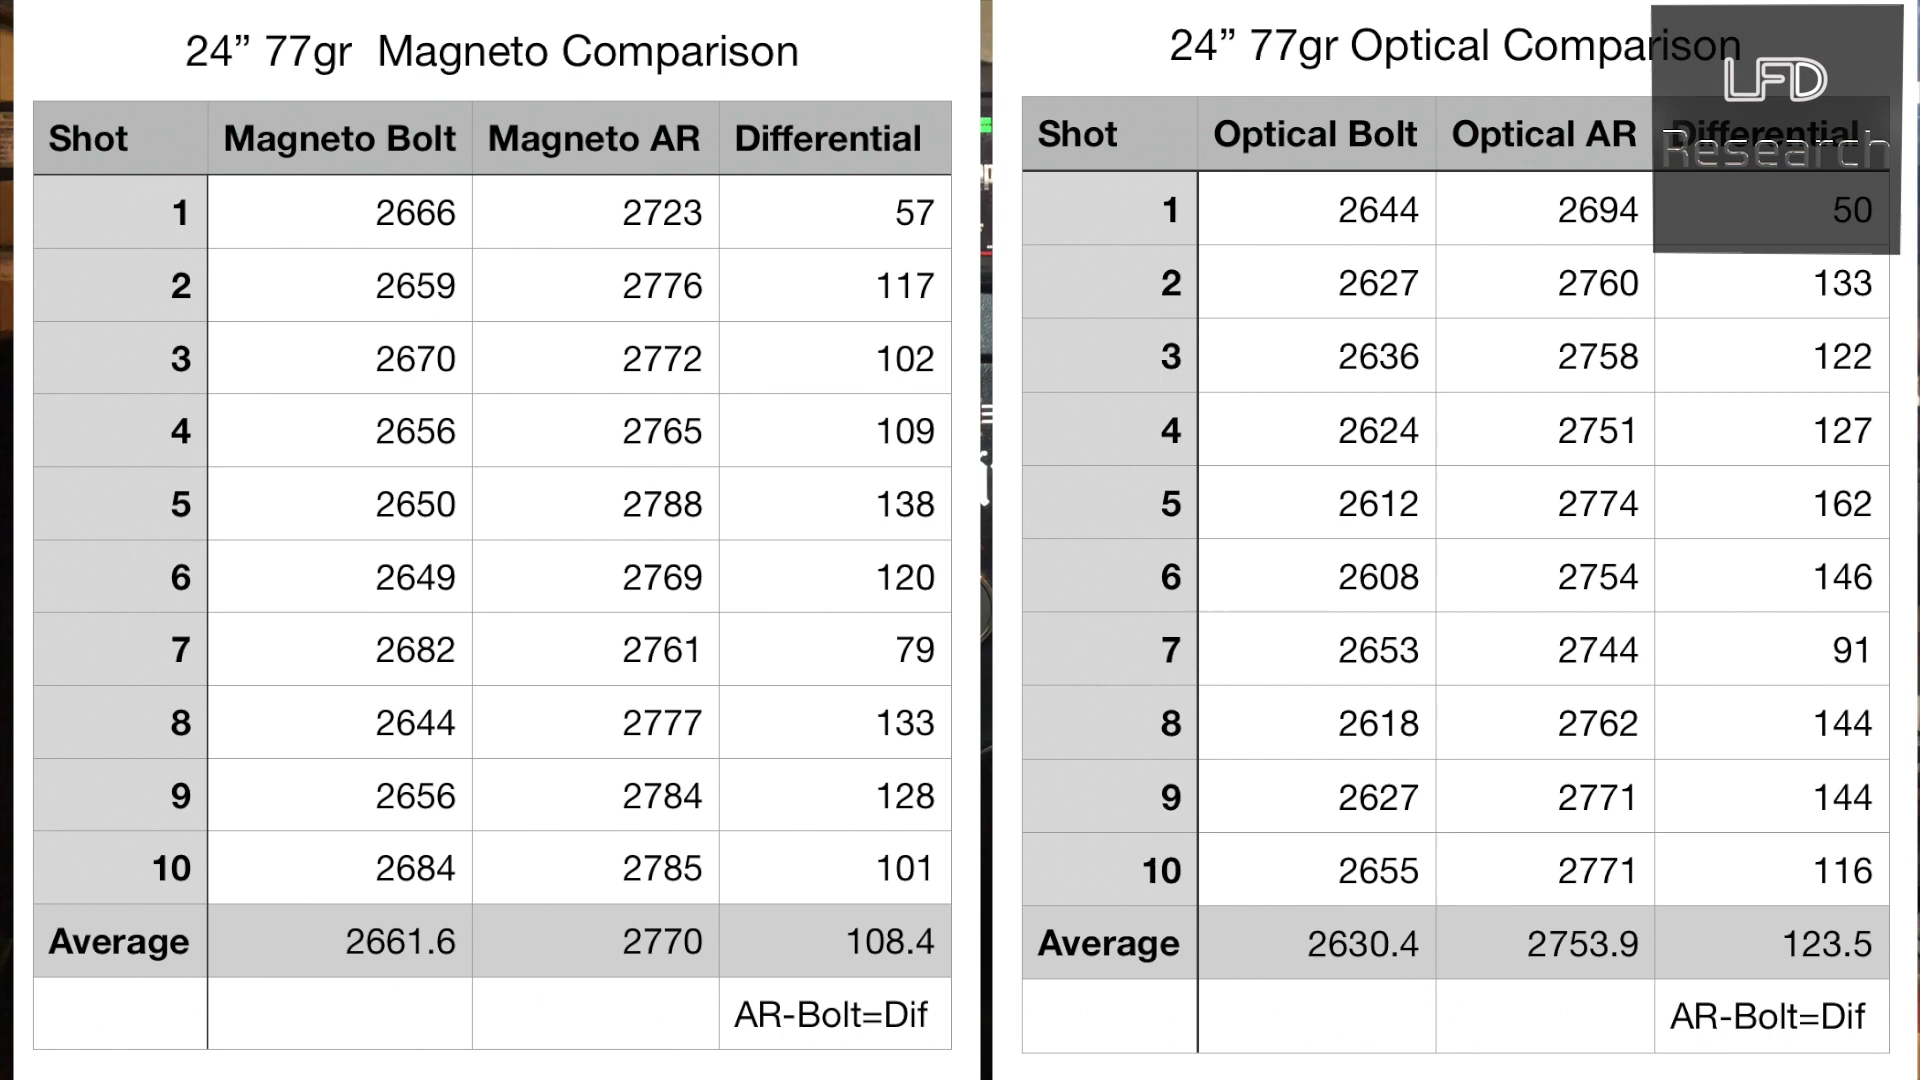 24” 77gr Magneto Comparison
Shot Magneto Bolt Magneto AR Differential
1 2666 2723 57
2 2659 2776 117
3 2670 2772 102
4 2656 2765 109
5 2650 2788 138
6 2649 2769 120
7 2682 2761 79
8 2644 2777 133
9 2656 2784 128
10 2684 2785 101
Average 2661.6 2770 108.4
AR-Bolt=Dif
24” 77gr Optical Comparison
Shot Optical Bolt Optical AR Differential
1 2644 2694 50
2 2627 2760 133
3 2636 2758 122
4 2624 2751 127
5 2612 2774 162
6 2608 2754 146
7 2653 2744 91
8 2618 2762 144
9 2627 2771 144
10 2655 2771 116
Average 2630.4 2753.9 123.5
AR-Bolt=Dif
LFD
Research